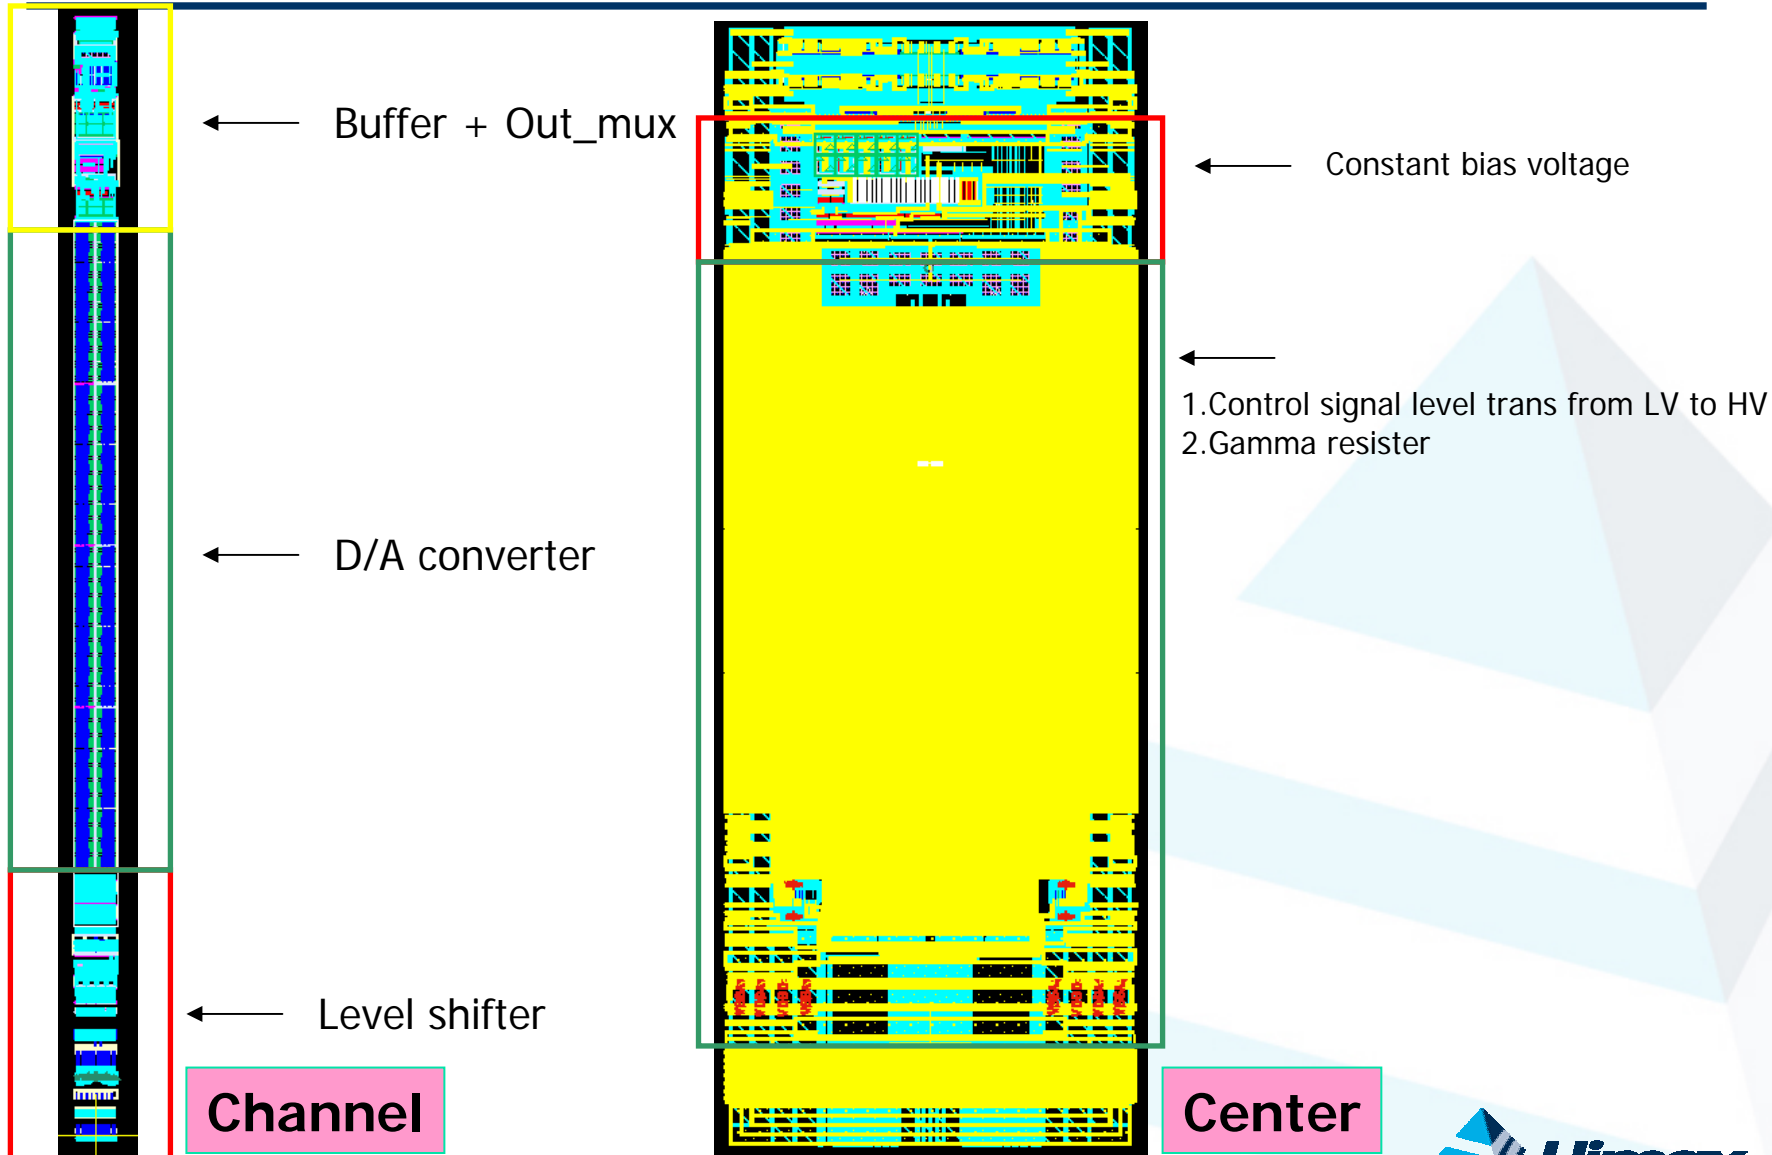 Buffer + Out_mux
Constant bias voltage
1.Control signal level trans from LV to HV
2.Gamma resister
D/A converter
Level shifter
Channel
Center